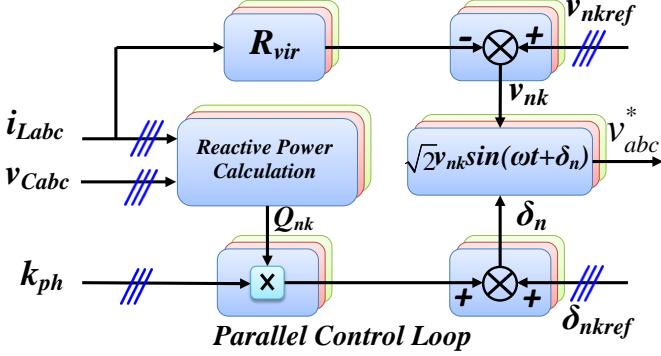 R_vir
-
+
v_nkref
v_nk
i_Labc
Reactive Power
Calculation
√2v_nk sin(ωt+δ_n)
v*_abc
v_Cabc
Q_nk
δ_n
k_ph
x
+
+
δ_nkref
Parallel Control Loop